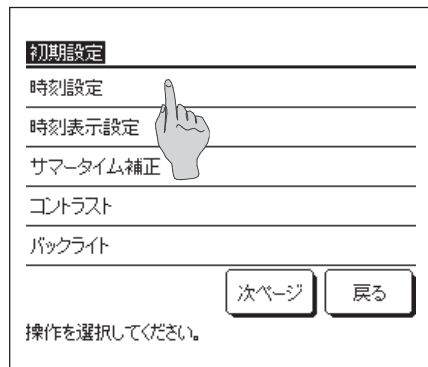 初期設定
時刻設定
時刻表示設定
サマータイム補正
コントラスト
バックライト
次ページ 戻る
操作を選択してください。